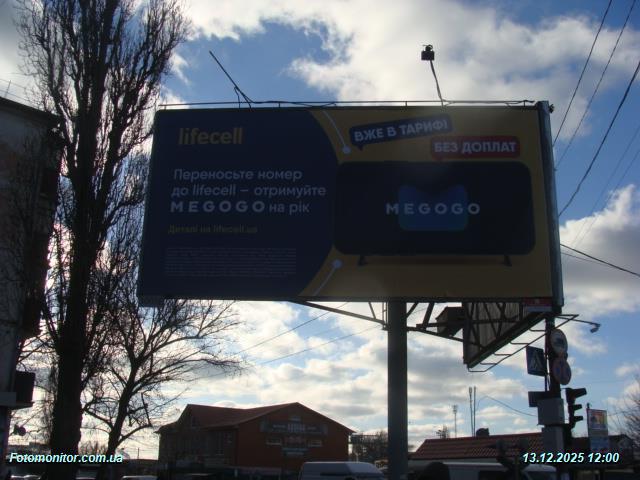 lifecell
ВЖЕ В ТАРИФІ
БЕЗ ДОПЛАТ
Переносьте номер
до lifecell – отримуйте
MEGOGO на рік
MEGOGO
Деталі на lifecell.ua
Fotomonitor.com.ua
13.12.2025 12:00